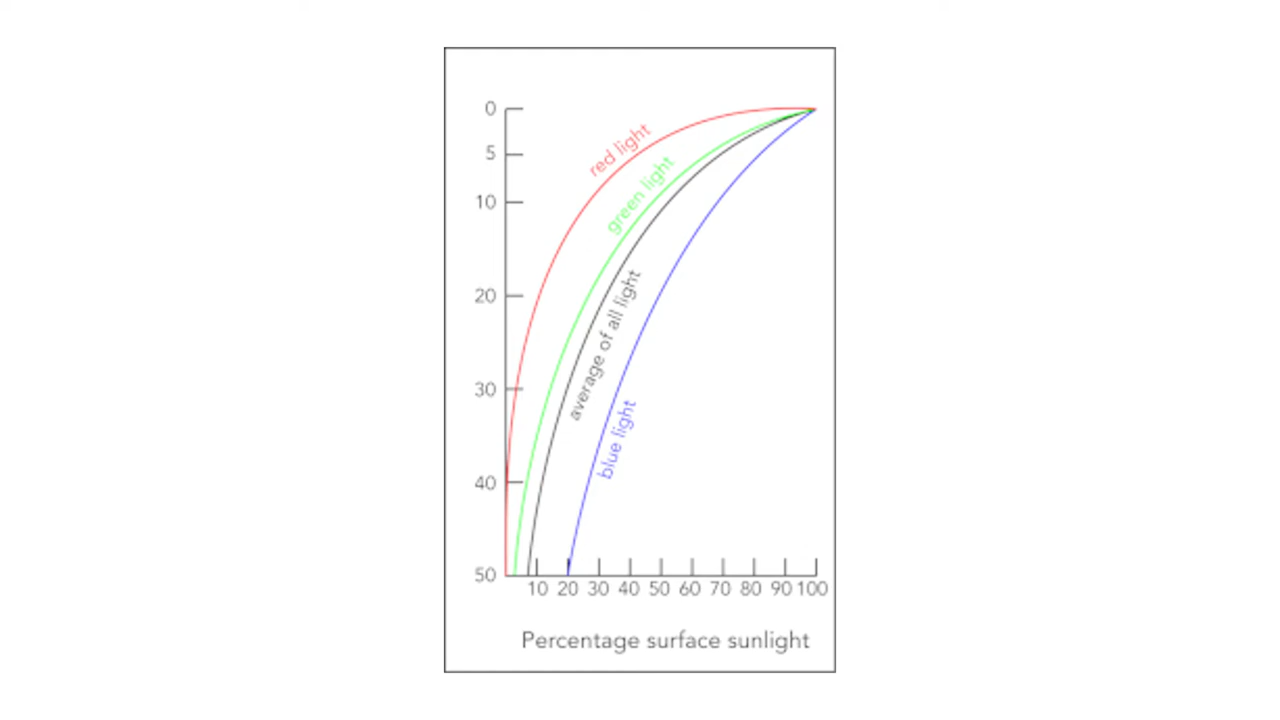 0
5
10
20
30
40
50
red light
green light
average of all light
blue light
10 20 30 40 50 60 70 80 90 100
Percentage surface sunlight